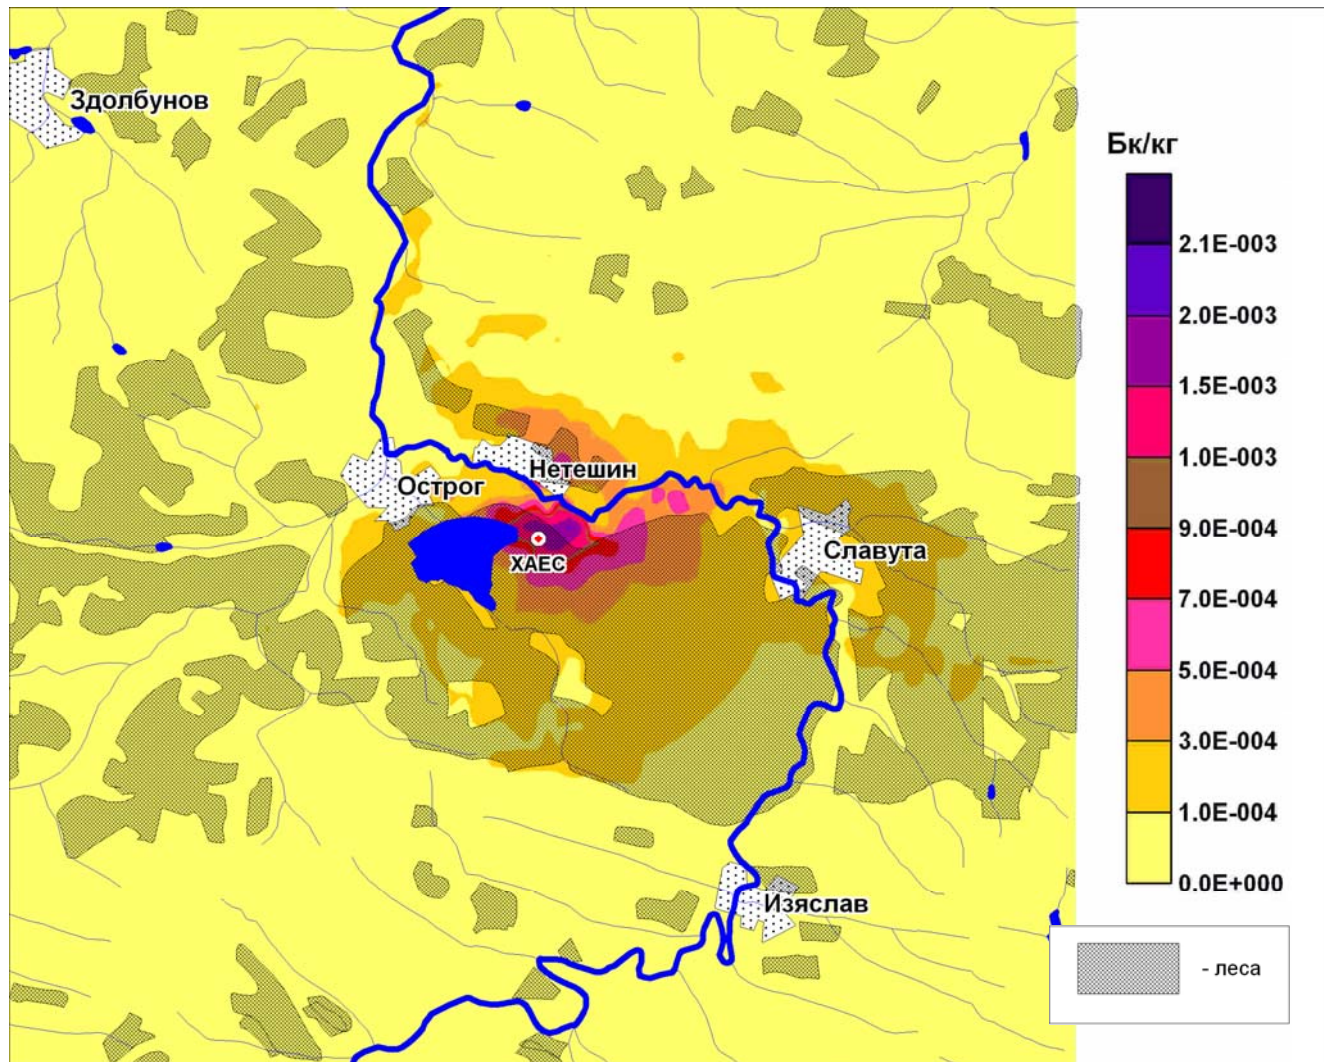 Здолбунов
Бк/кг
2.1E-003
2.0E-003
1.5E-003
1.0E-003
9.0E-004
7.0E-004
5.0E-004
3.0E-004
1.0E-004
0.0E+000
Нетешин
Острог
ХАЕС
Славута
Изяслав
- леса